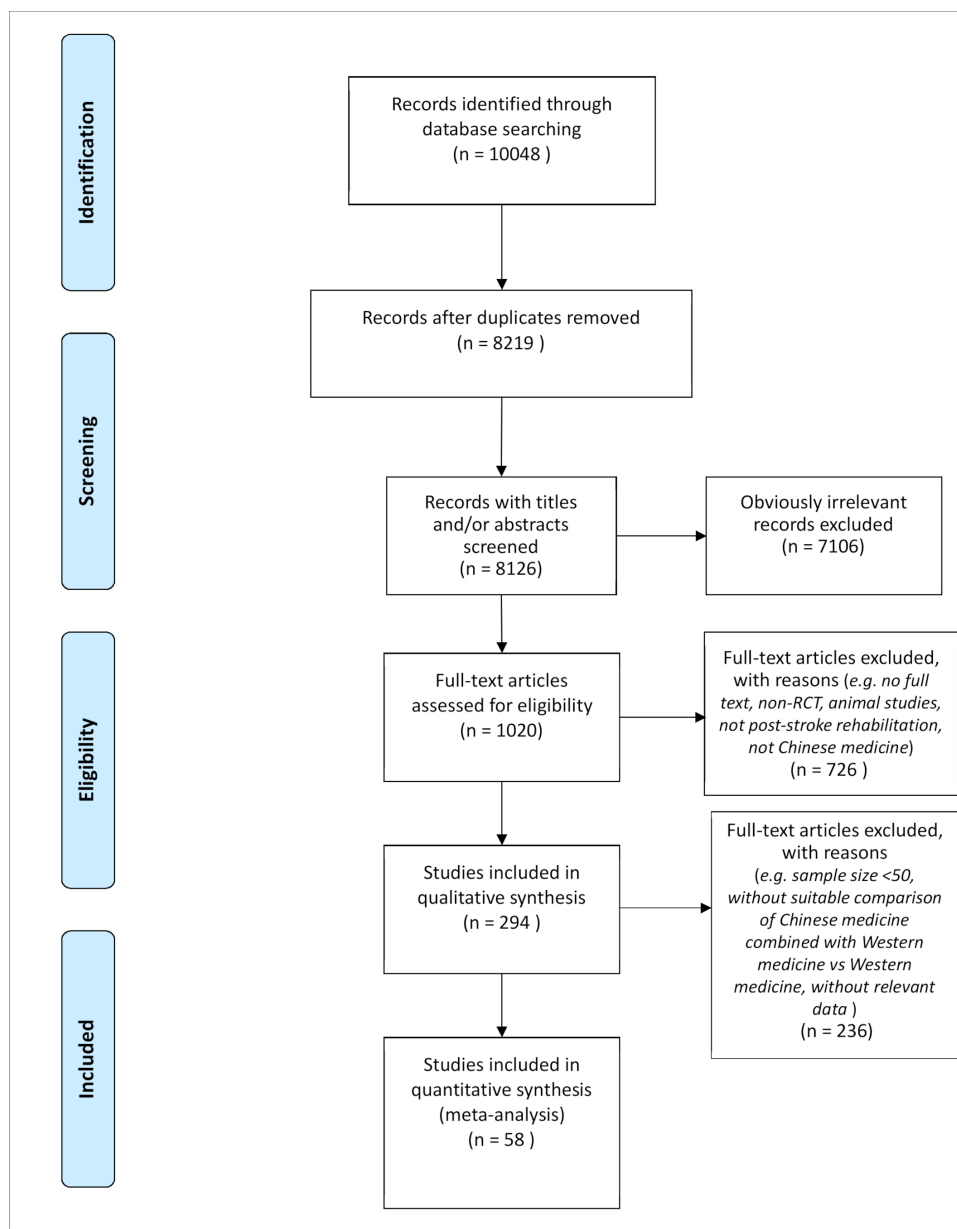 Identification
Records identified through
database searching
(n = 10048 )
Records after duplicates removed
(n = 8219 )
Screening
Records with titles
and/or abstracts
screened
(n = 8126)
Obviously irrelevant
records excluded
(n = 7106)
Eligibility
Full-text articles
assessed for eligibility
(n = 1020)
Full-text articles excluded,
with reasons (e.g. no full
text, non-RCT, animal studies,
not post-stroke rehabilitation,
not Chinese medicine)
(n = 726 )
Studies included in
qualitative synthesis
(n = 294 )
Full-text articles excluded,
with reasons
(e.g. sample size <50,
without suitable comparison
of Chinese medicine
combined with Western
medicine vs Western
medicine, without relevant
data )
(n = 236)
Included
Studies included in
quantitative synthesis
(meta-analysis)
(n = 58 )